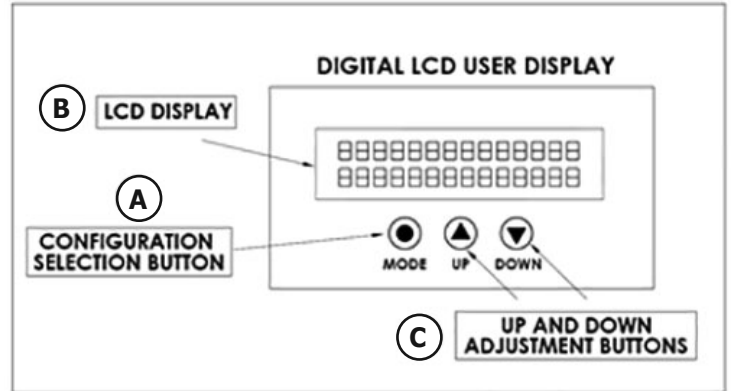 DIGITAL LCD USER DISPLAY
B
LCD DISPLAY
A
CONFIGURATION
SELECTION BUTTON
MODE UP DOWN
C
UP AND DOWN
ADJUSTMENT BUTTONS